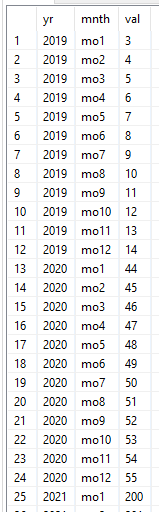 yr mnth val
1 2019 mo1 3
2 2019 mo2 4
3 2019 mo3 5
4 2019 mo4 6
5 2019 mo5 7
6 2019 mo6 8
7 2019 mo7 9
8 2019 mo8 10
9 2019 mo9 11
10 2019 mo10 12
11 2019 mo11 13
12 2019 mo12 14
13 2020 mo1 44
14 2020 mo2 45
15 2020 mo3 46
16 2020 mo4 47
17 2020 mo5 48
18 2020 mo6 49
19 2020 mo7 50
20 2020 mo8 51
21 2020 mo9 52
22 2020 mo10 53
23 2020 mo11 54
24 2020 mo12 55
25 2021 mo1 200